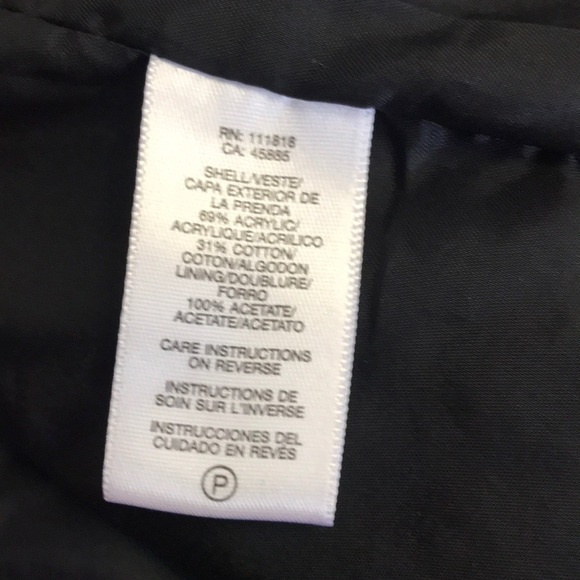 RN: 111818
CA: 45885
SHELL/VESTE/
CAPA EXTERIOR DE
LA PRENDA
69% ACRYLIC/
ACRYLIQUE/ACRILICO
31% COTTON/
COTON/ALGODON
LINING/DOUBLURE/
FORRO
100% ACETATE/
ACETATE/ACETATO
CARE INSTRUCTIONS
ON REVERSE
INSTRUCTIONS DE
SOIN SUR L'INVERSE
INSTRUCCIONES DEL
CUIDADO EN REVÉS
P